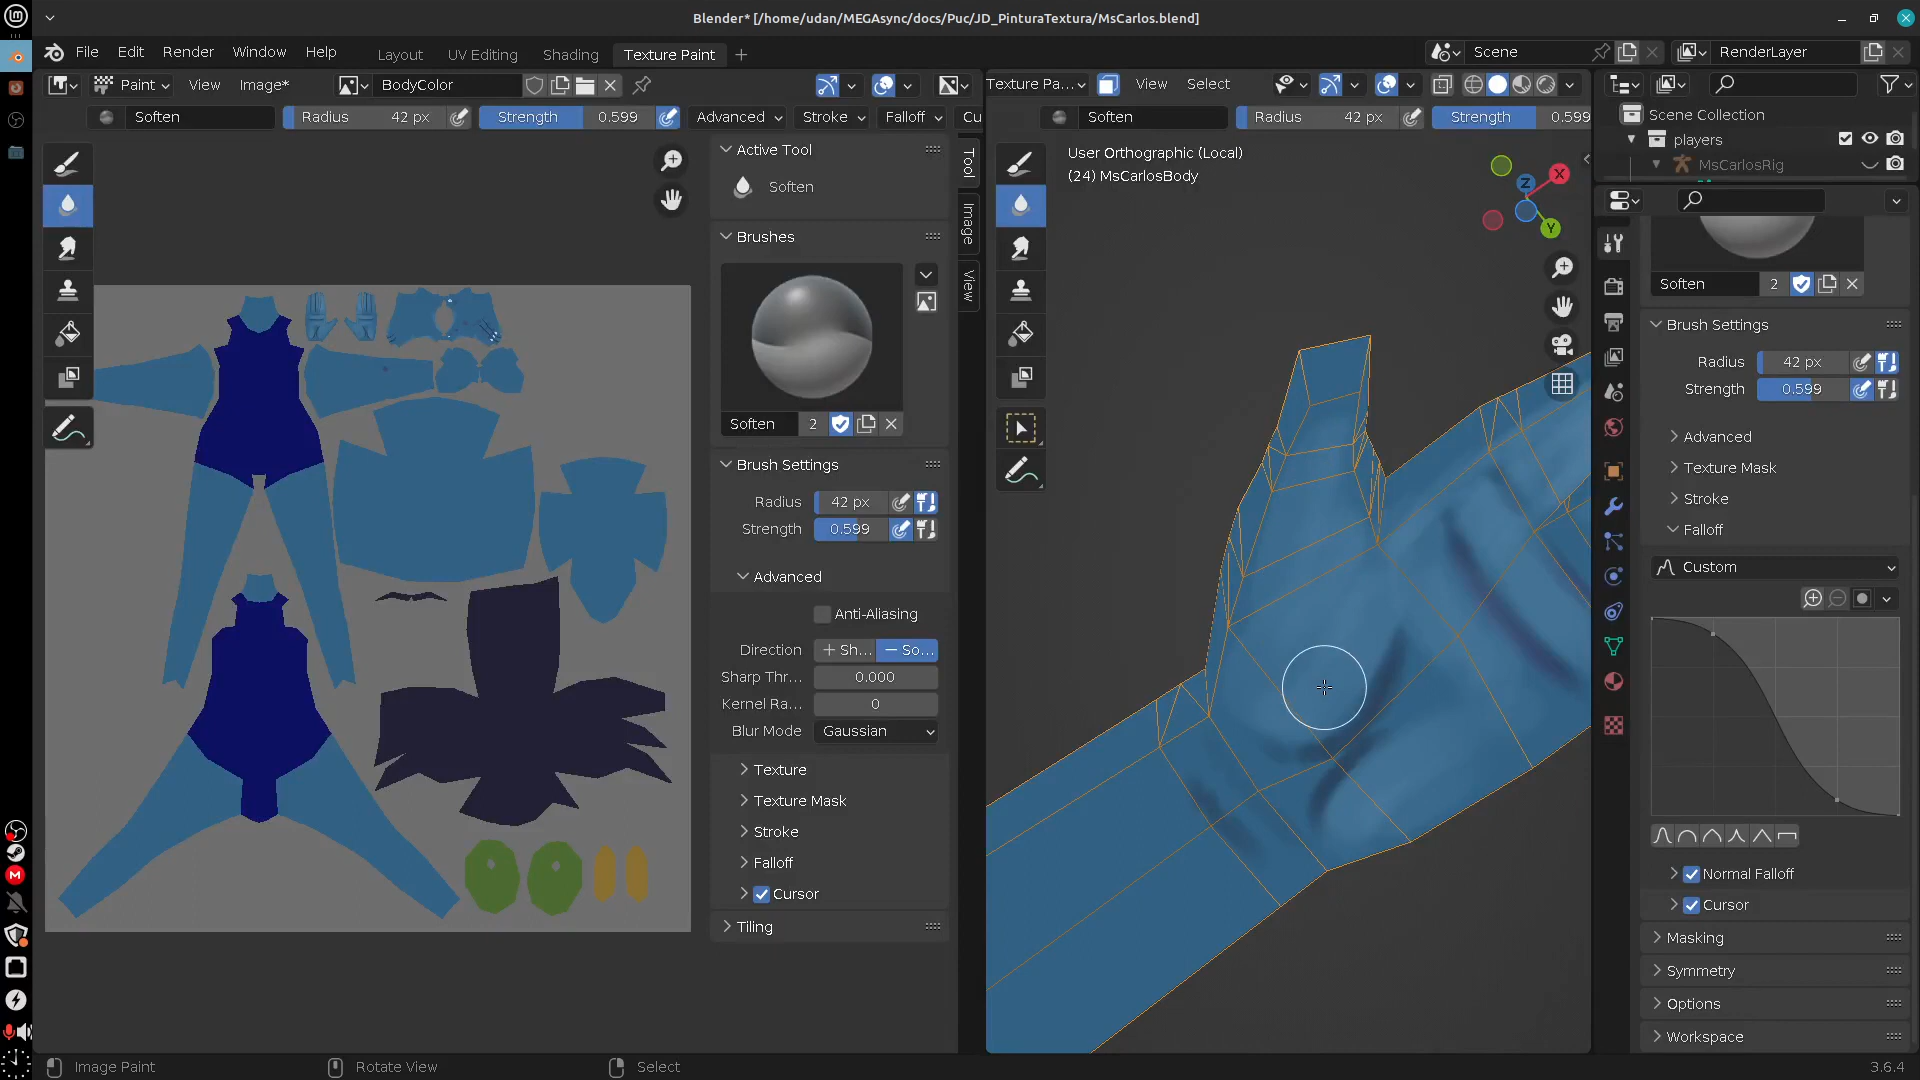 Blender* [/home/udan/MEGAsync/docs/Puc/JD_PinturaTextura/MsCarlos.blend]
File Edit Render Window Help Layout UV Editing Shading Texture Paint Scene RenderLayer
Paint View Image* BodyColor
Texture Pa... View Select
Scene Collection
players
MsCarlosRig
Soften Radius 42 px Strength 0.599 Advanced Stroke Falloff Cu
Soften Radius 42 px Strength 0.599
Active Tool
Soften
Brushes
Soften 2
Brush Settings
Radius 42 px
Strength 0.599
Advanced
Anti-Aliasing
Direction + Sh... − So...
Sharp Thr... 0.000
Kernel Ra... 0
Blur Mode Gaussian
Texture
Texture Mask
Stroke
Falloff
Cursor
Tiling
Tool
Image
View
User Orthographic (Local)
(24) MsCarlosBody
Z
X
Y
Soften 2
Brush Settings
Radius 42 px
Strength 0.599
Advanced
Texture Mask
Stroke
Falloff
Custom
Normal Falloff
Cursor
Masking
Symmetry
Options
Workspace
Image Paint Rotate View Select 3.6.4